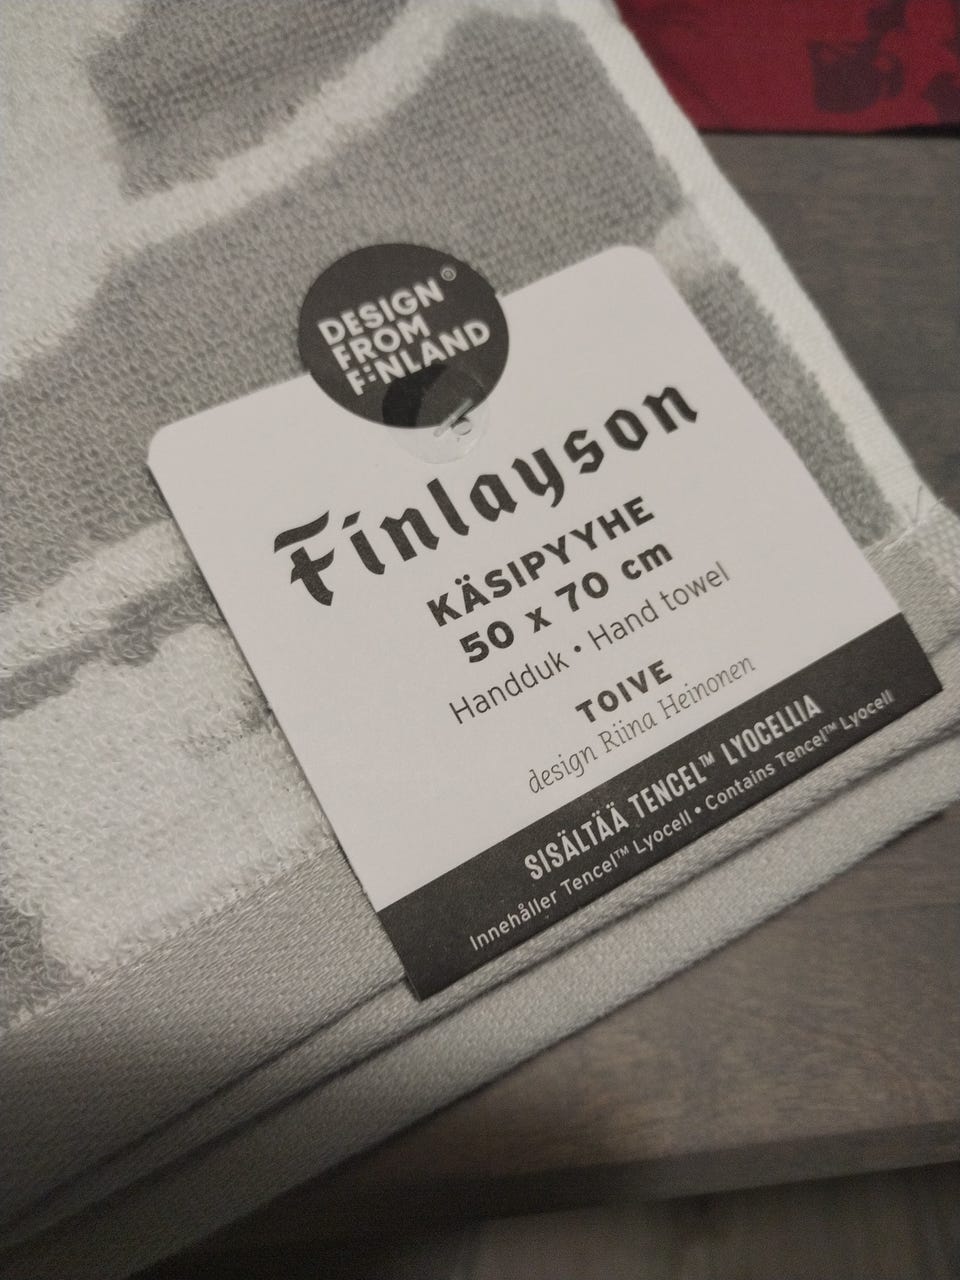 DESIGN®
FROM
FINLAND
Finlayson
KÄSIPYYHE
50 x 70 cm
Handduk • Hand towel
TOIVE
design Riina Heinonen
SISÄLTÄÄ TENCEL™ LYOCELLIA
Innehåller Tencel™ Lyocell • Contains Tencel™ Lyocell